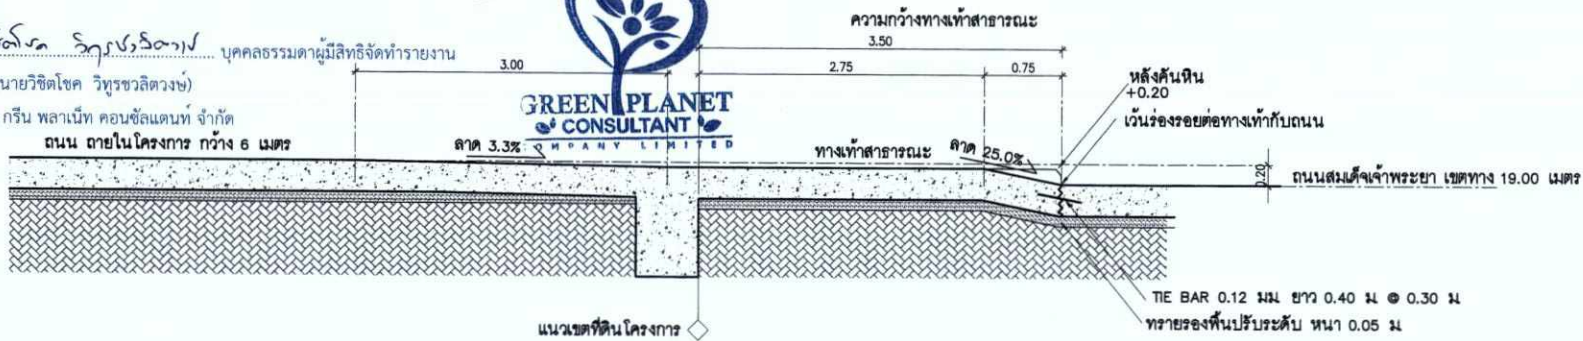 ความกว้างทางเท้าสาธารณะ
3.50
บุคคลธรรมดาผู้มีสิทธิจัดทำรายงาน
3.00
2.75
0.75
นายวิชิตโชค วิทูรชวลิตวงษ์)
หลังคันหิน
+0.20
GREEN PLANET
CONSULTANT
COMPANY LIMITED
กรีน พลาเน็ท คอนซัลแตนท์ จำกัด
เว้นร่องรอยต่อทางเท้ากับถนน
ถนน ภายในโครงการ กว้าง 6 เมตร
ลาด 3.3%
ทางเท้าสาธารณะ
ลาด 25.0%
0.20
ถนนสมเด็จเจ้าพระยา เขตทาง 19.00 เมตร
TIE BAR 0.12 มม. ยาว 0.40 ม. @ 0.30 ม.
ทรายรองพื้นปรับระดับ หนา 0.05 ม.
แนวเขตที่ดินโครงการ